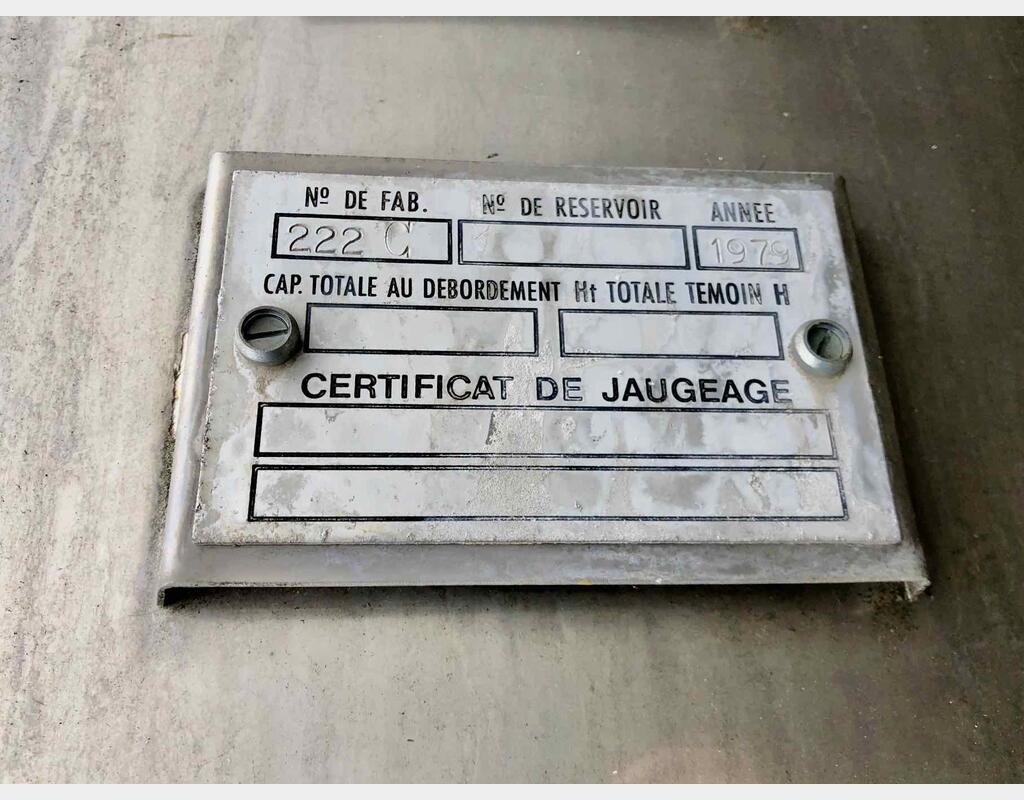 Nº DE FAB. Nº DE RESERVOIR ANNEE
222 C 1979
CAP. TOTALE AU DEBORDEMENT Ht TOTALE TEMOIN H
CERTIFICAT DE JAUGEAGE